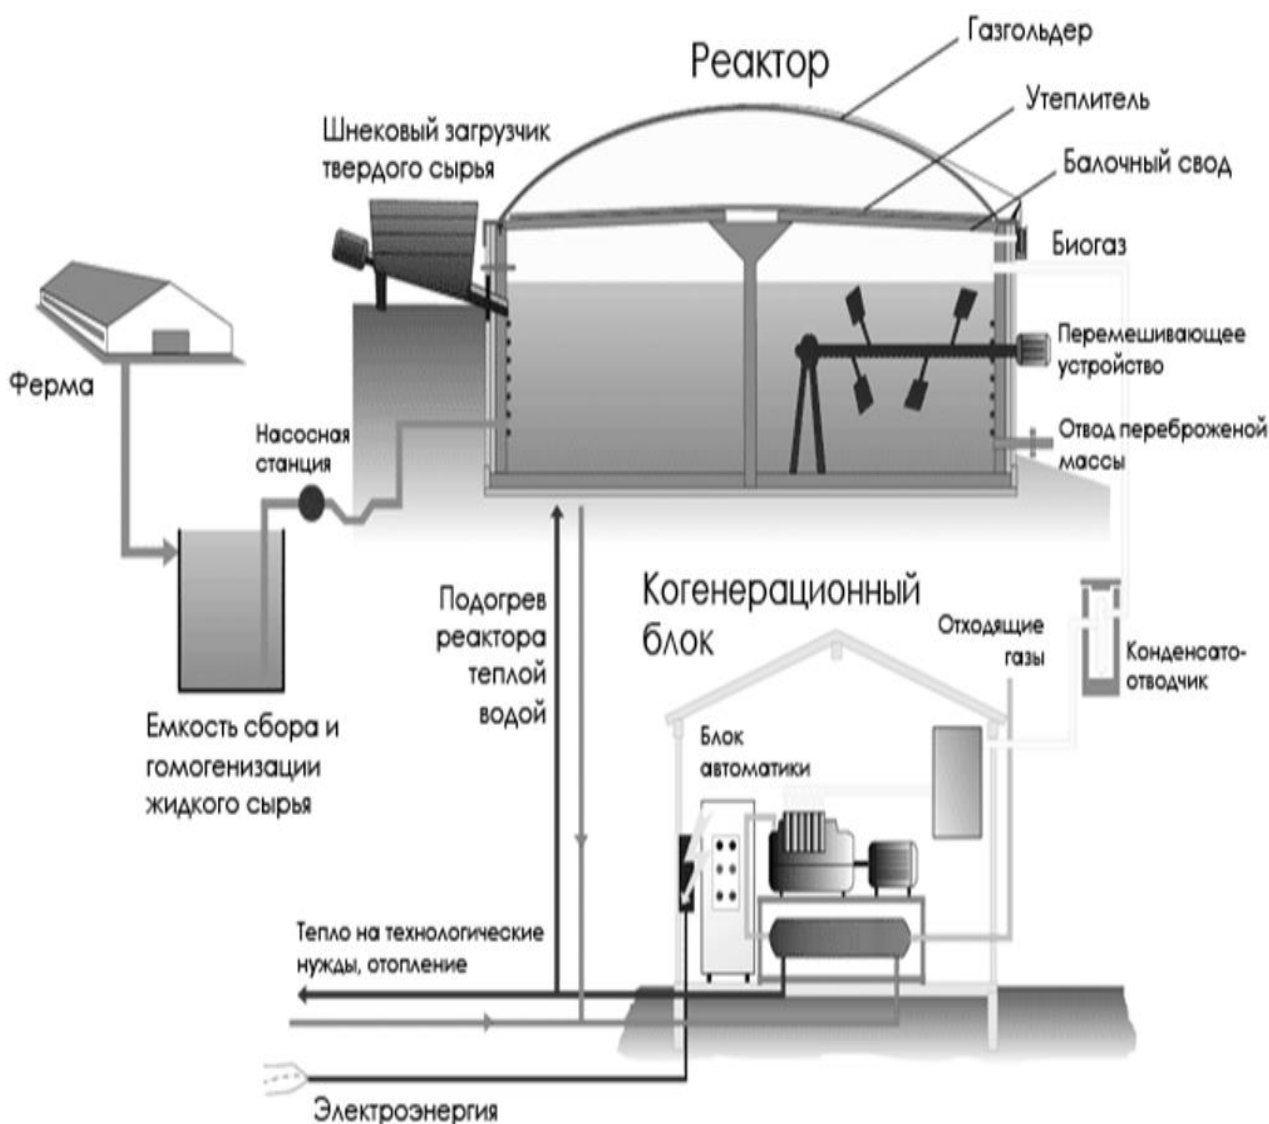 Реактор
Газгольдер
Утеплитель
Балочный свод
Шнековый загрузчик
твердого сырья
Биогаз
Перемешивающее
устройство
Ферма
Насосная
станция
Отвод переброженой
массы
Подогрев
реактора
теплой
водой
Когенерационный
блок
Отходящие
газы
Конденсато-
отводчик
Емкость сбора и
гомогенизации
жидкого сырья
Блок
автоматики
Тепло на технологические
нужды, отопление
Электроэнергия